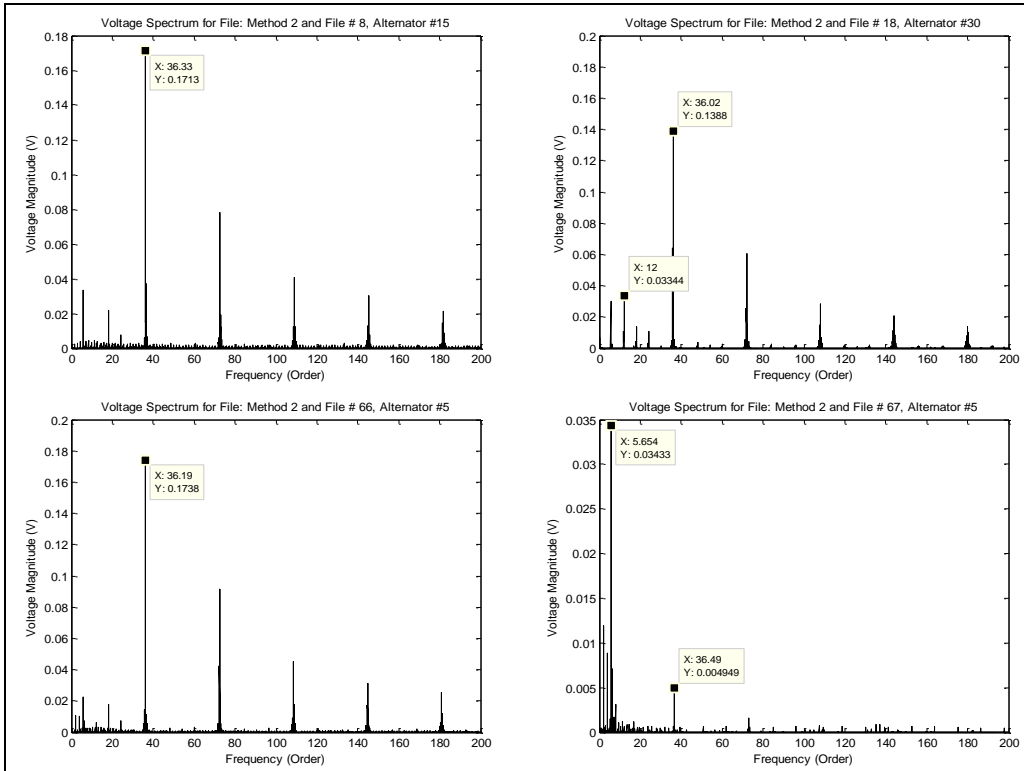 Voltage Spectrum for File: Method 2 and File # 8, Alternator #15
0.18
0.16
0.14
0.12
0.1
0.08
0.06
0.04
0.02
0
Voltage Magnitude (V)
X: 36.33
Y: 0.1713
0 20 40 60 80 100 120 140 160 180 200
Frequency (Order)
Voltage Spectrum for File: Method 2 and File # 18, Alternator #30
0.2
0.18
0.16
0.14
0.12
0.1
0.08
0.06
0.04
0.02
0
Voltage Magnitude (V)
X: 36.02
Y: 0.1388
X: 12
Y: 0.03344
0 20 40 60 80 100 120 140 160 180 200
Frequency (Order)
Voltage Spectrum for File: Method 2 and File # 66, Alternator #5
0.2
0.18
0.16
0.14
0.12
0.1
0.08
0.06
0.04
0.02
0
Voltage Magnitude (V)
X: 36.19
Y: 0.1738
0 20 40 60 80 100 120 140 160 180 200
Frequency (Order)
Voltage Spectrum for File: Method 2 and File # 67, Alternator #5
0.035
0.03
0.025
0.02
0.015
0.01
0.005
0
Voltage Magnitude (V)
X: 5.654
Y: 0.03433
X: 36.49
Y: 0.004949
0 20 40 60 80 100 120 140 160 180 200
Frequency (Order)